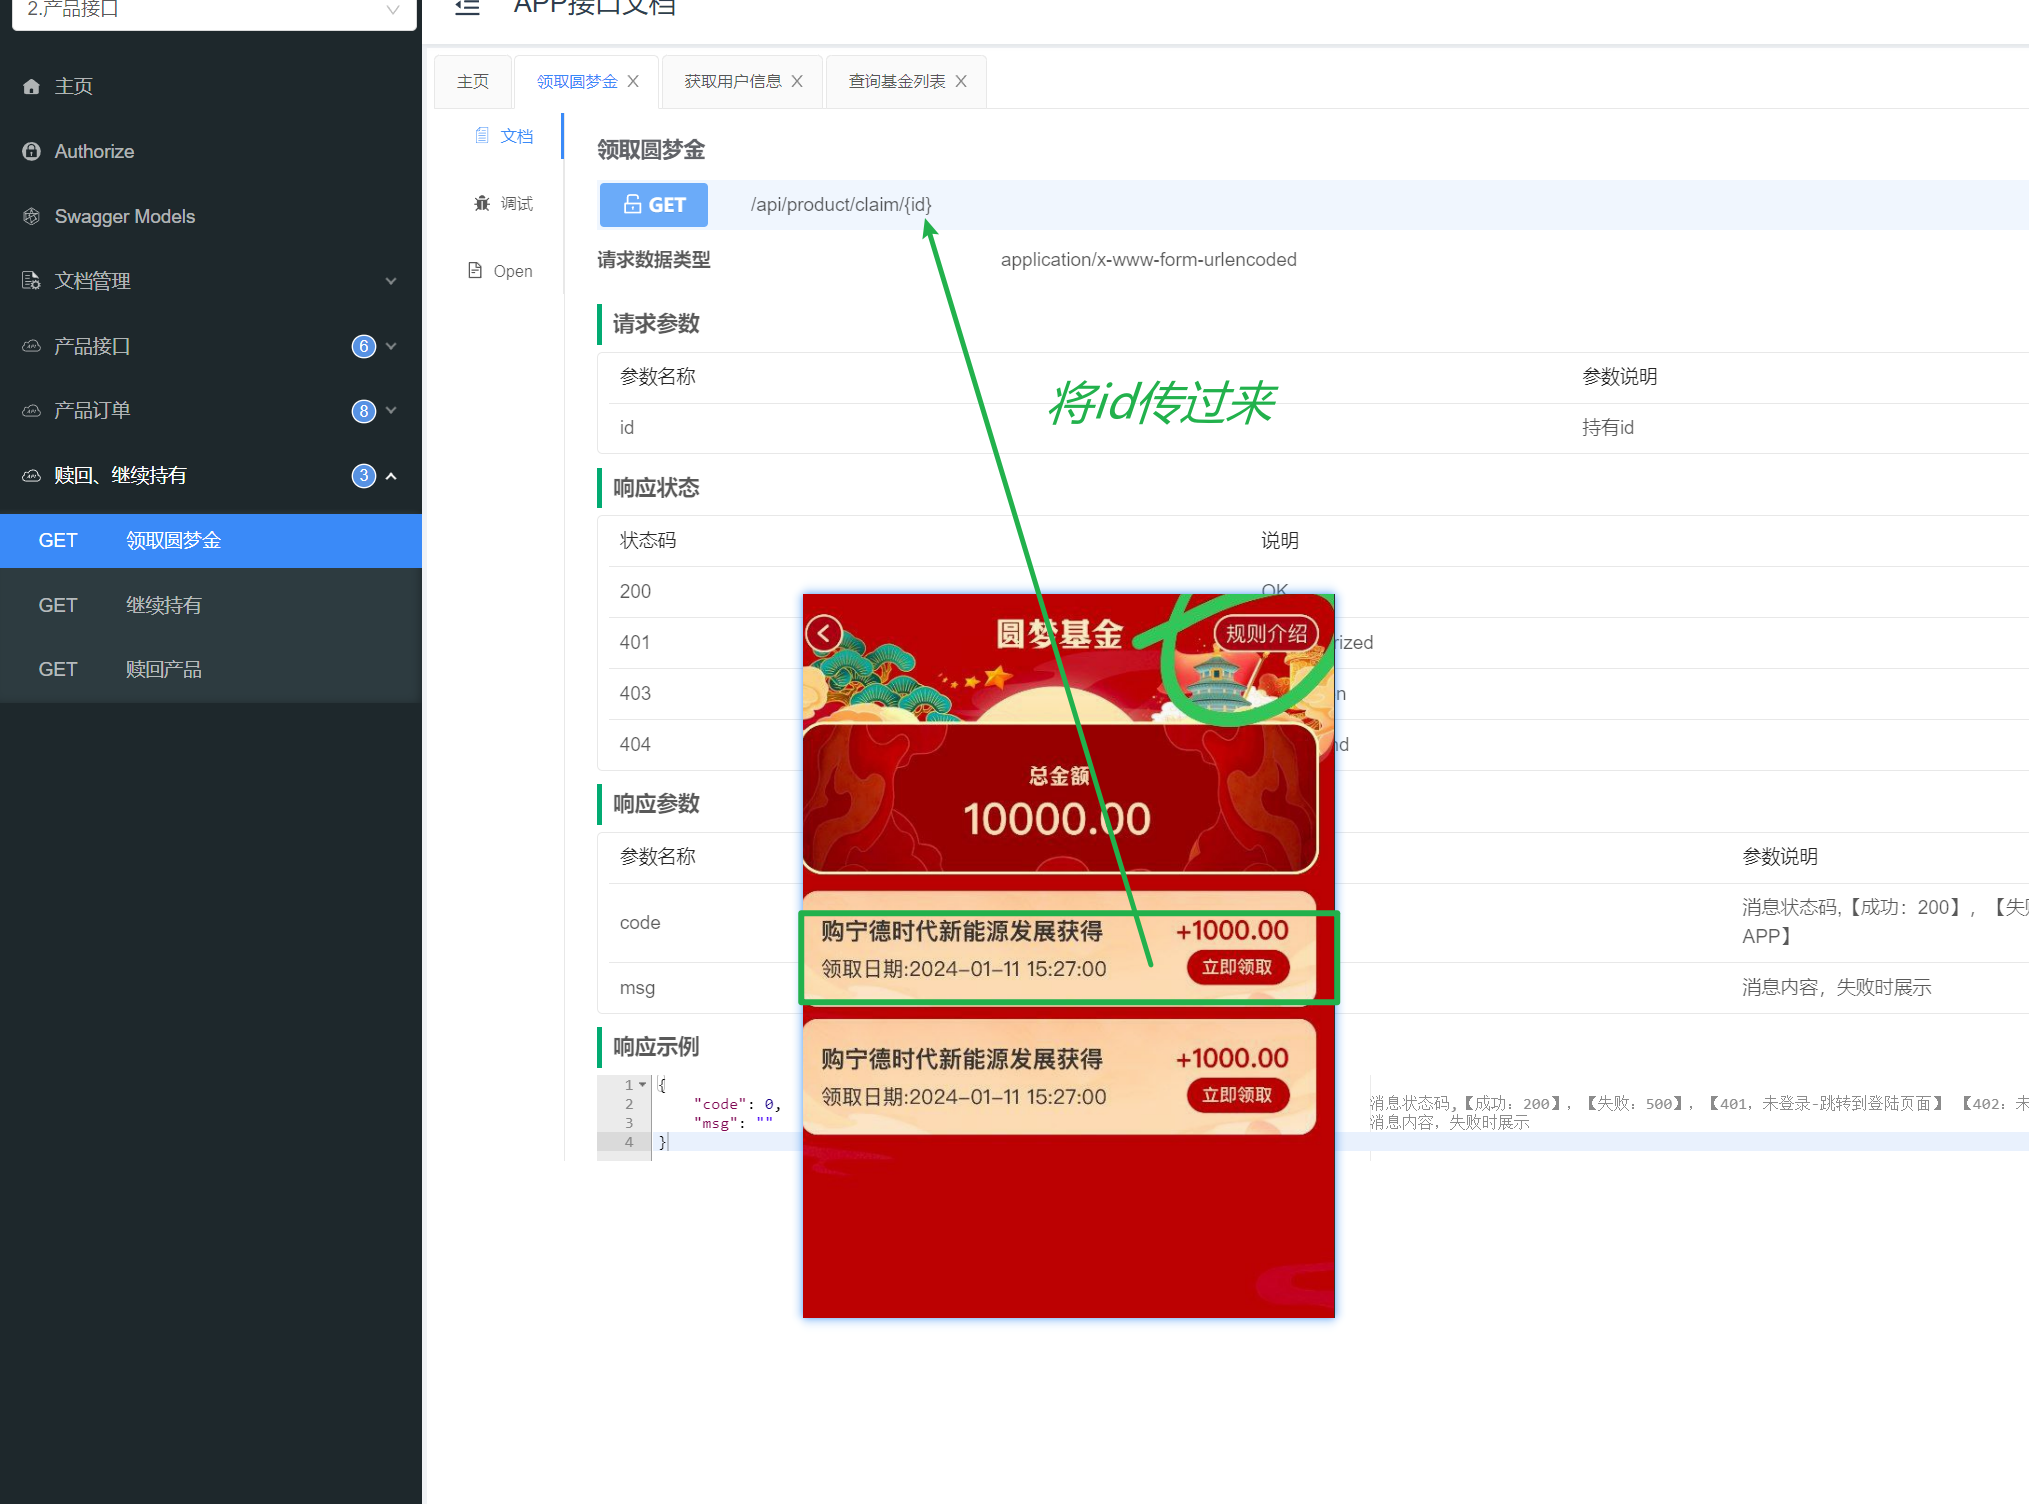 2.产品接口
APP接口文档
主页
Authorize
Swagger Models
文档管理
产品接口 6
产品订单 8
赎回、继续持有 3
GET 领取圆梦金
GET 继续持有
GET 赎回产品
主页 领取圆梦金 获取用户信息 查询基金列表
文档
调试
Open
领取圆梦金
GET /api/product/claim/{id}
请求数据类型 application/x-www-form-urlencoded
请求参数
参数名称 参数说明
将id传过来
id 持有id
响应状态
状态码 说明
200 OK
401 rized
403 n
404 nd
响应参数
参数名称 参数说明
code 消息状态码,【成功：200】，【失
APP】
msg 消息内容，失败时展示
响应示例
1 {
2 "code": 0, 消息状态码,【成功：200】，【失败：500】，【401，未登录-跳转到登陆页面】 【402：未
3 "msg": "" 消息内容，失败时展示
4 }
圆梦基金
规则介绍
总金额
10000.00
购宁德时代新能源发展获得 +1000.00
领取日期:2024-01-11 15:27:00 立即领取
购宁德时代新能源发展获得 +1000.00
领取日期:2024-01-11 15:27:00 立即领取